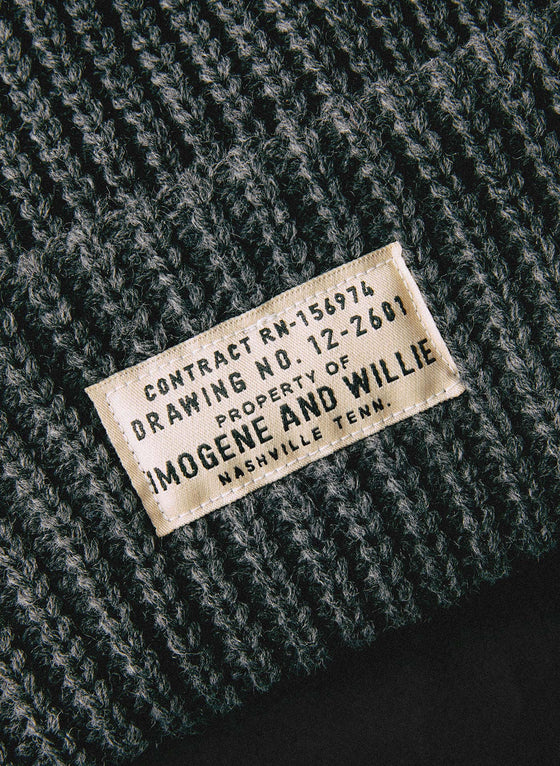 CONTRACT RN-156974
DRAWING NO. 12-2601
PROPERTY OF
IMOGENE AND WILLIE
NASHVILLE TENN.